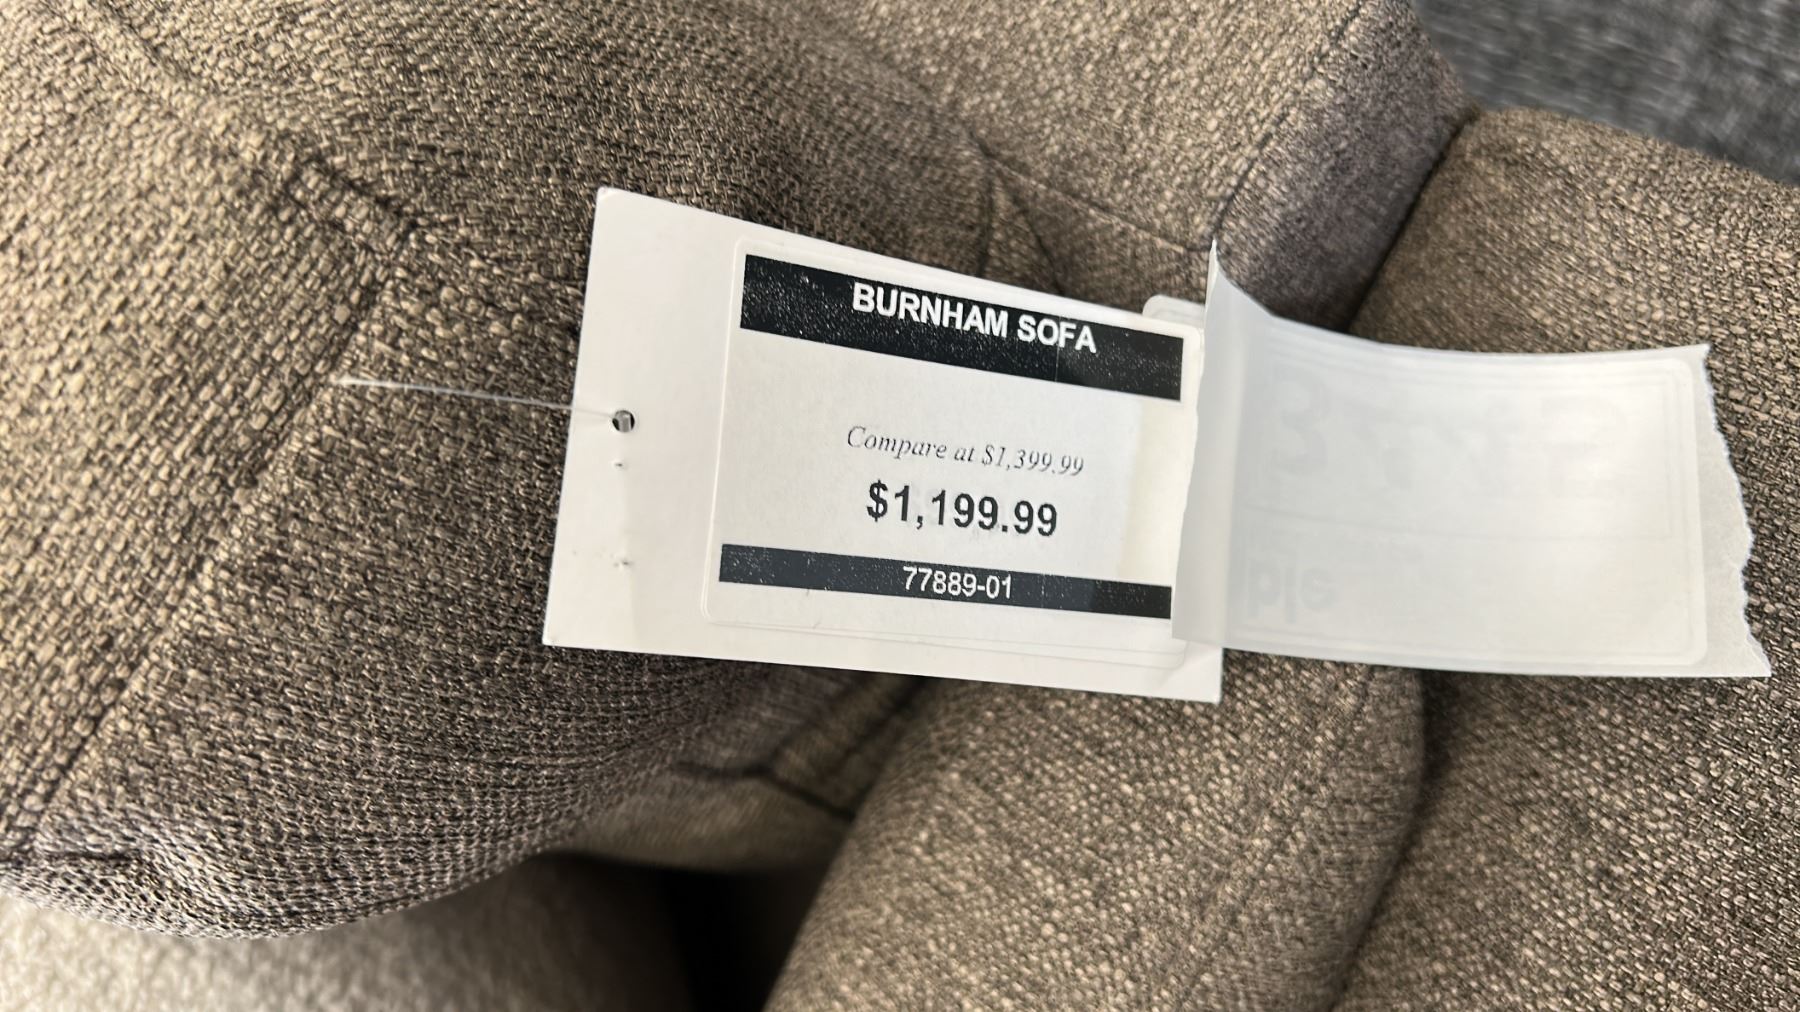 BURNHAM SOFA
Compare at $1,399.99
$1,199.99
77889-01